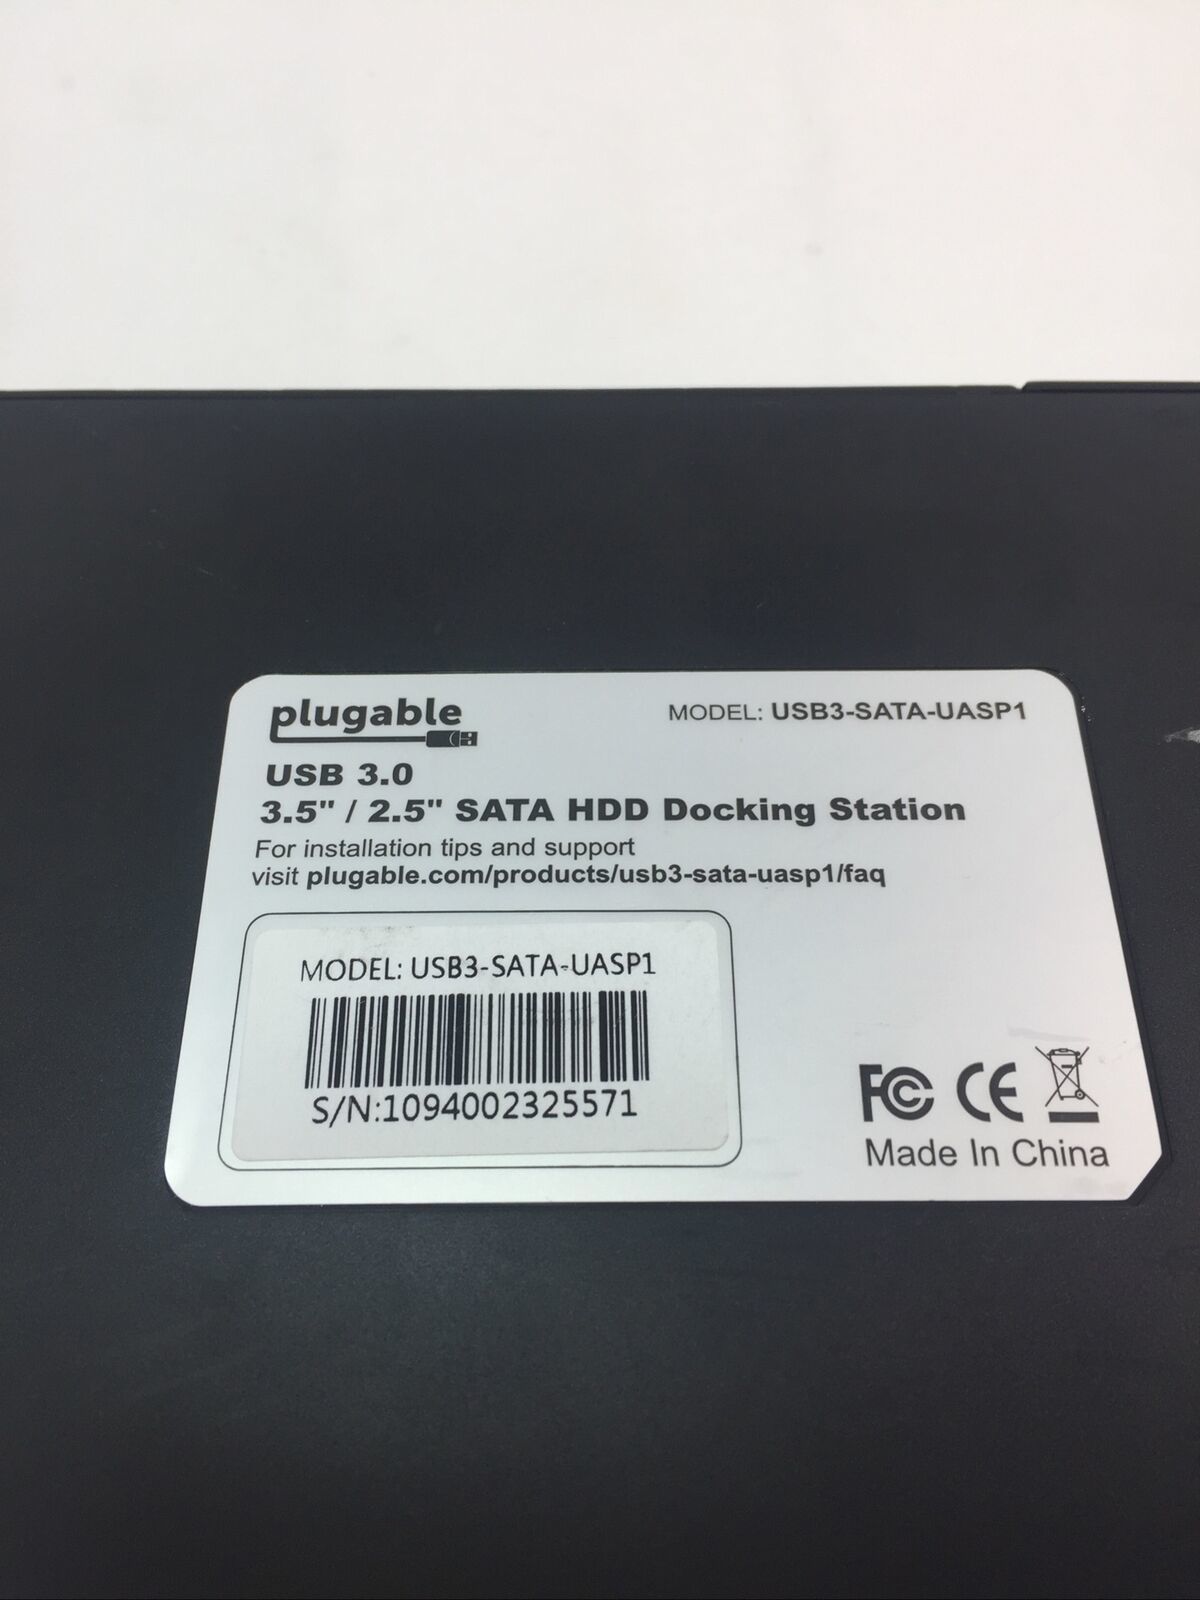 plugable
MODEL: USB3-SATA-UASP1
USB 3.0
3.5" / 2.5" SATA HDD Docking Station
For installation tips and support
visit plugable.com/products/usb3-sata-uasp1/faq
MODEL: USB3-SATA-UASP1
S/N:1094002325571
FC CE
Made In China